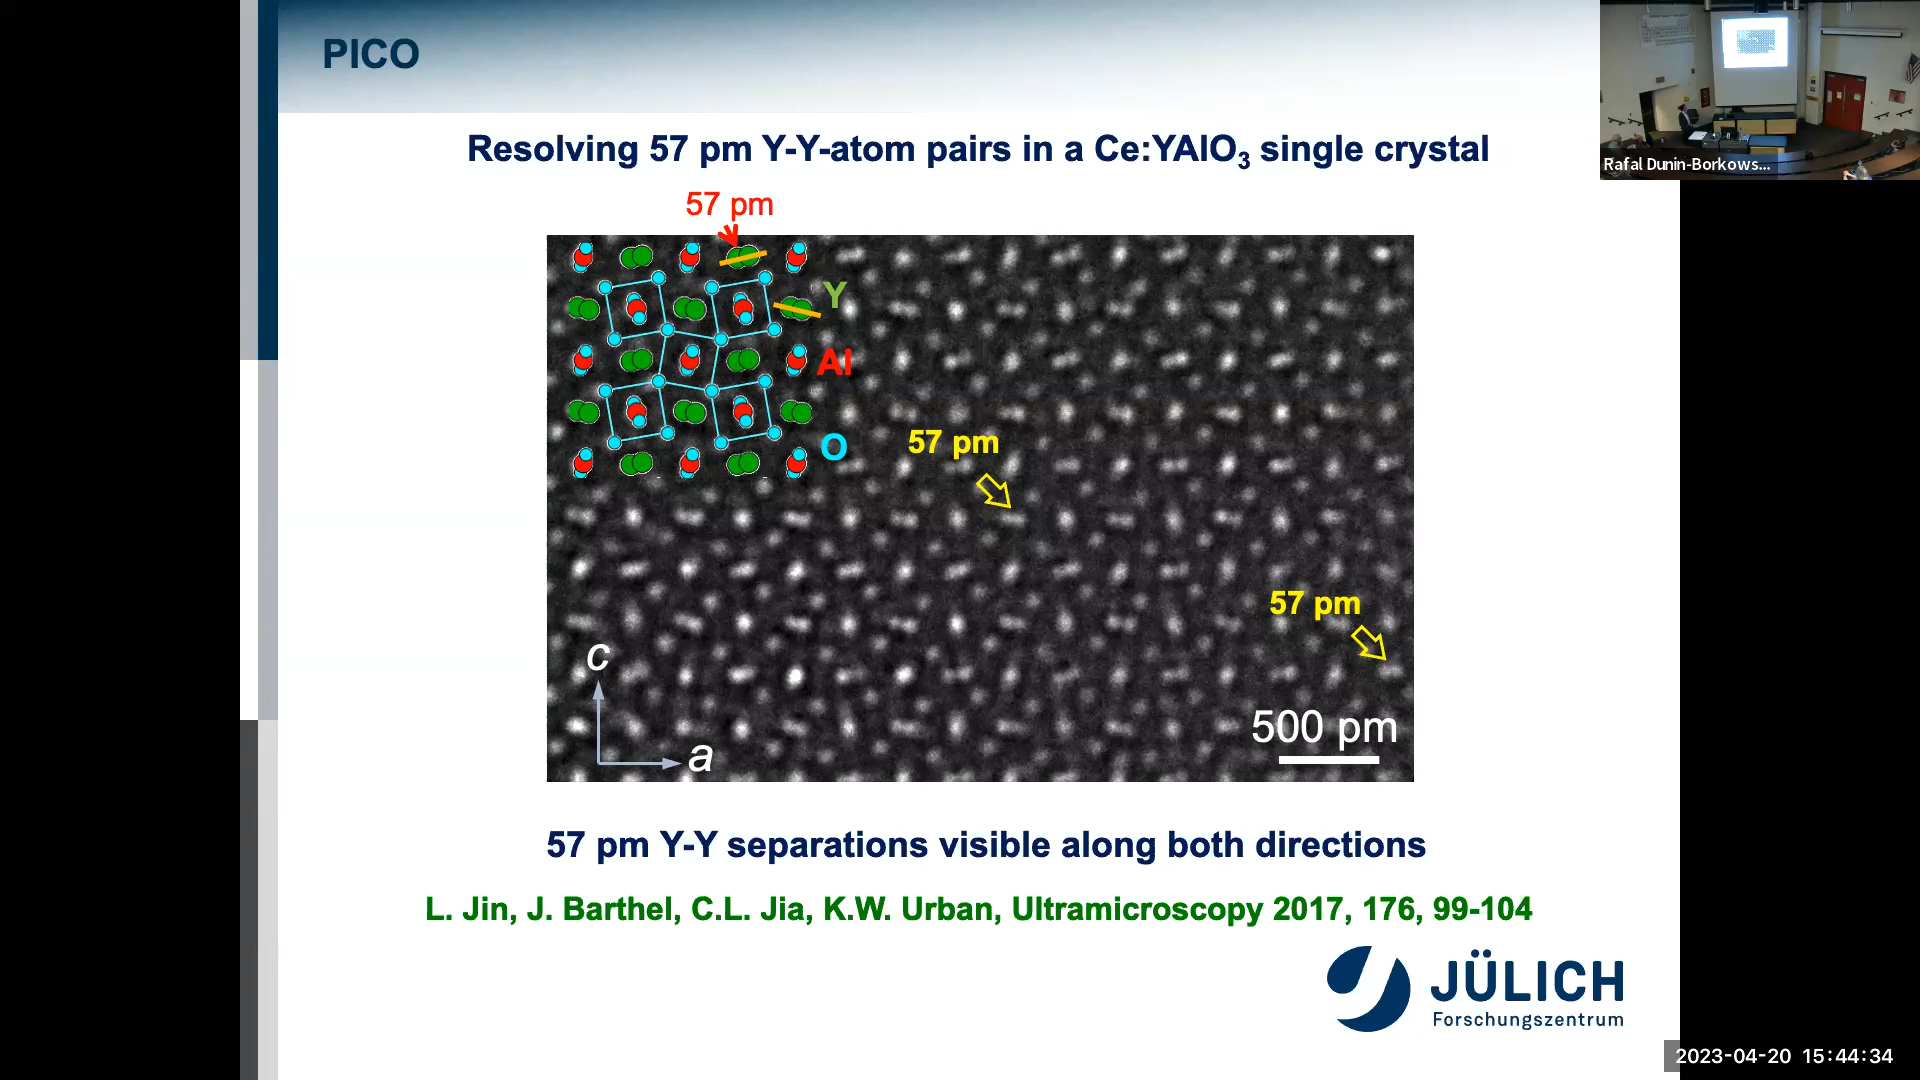 PICO
Resolving 57 pm Y-Y-atom pairs in a Ce:YAlO3 single crystal
57 pm
Y
Al
O
57 pm
57 pm
c
a
500 pm
57 pm Y-Y separations visible along both directions
L. Jin, J. Barthel, C.L. Jia, K.W. Urban, Ultramicroscopy 2017, 176, 99-104
JÜLICH
Forschungszentrum
Rafal Dunin-Borkows...
2023-04-20 15:44:34